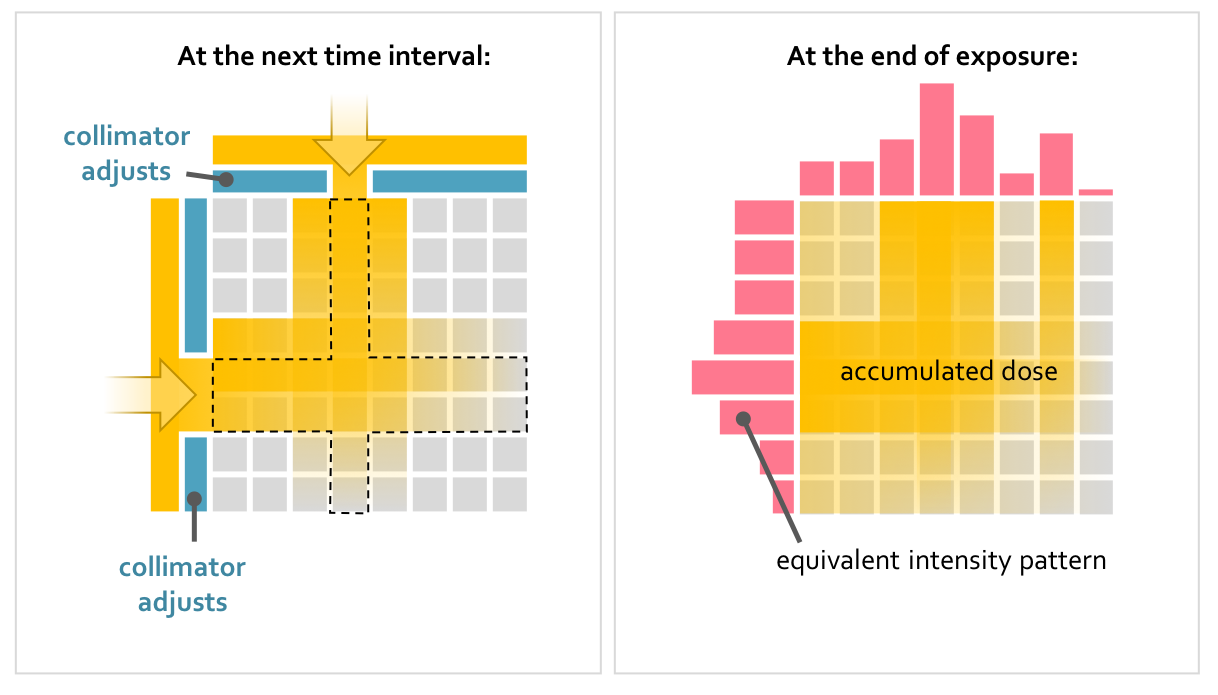 At the next time interval:
collimator
adjusts
collimator
adjusts
At the end of exposure:
accumulated dose
equivalent intensity pattern